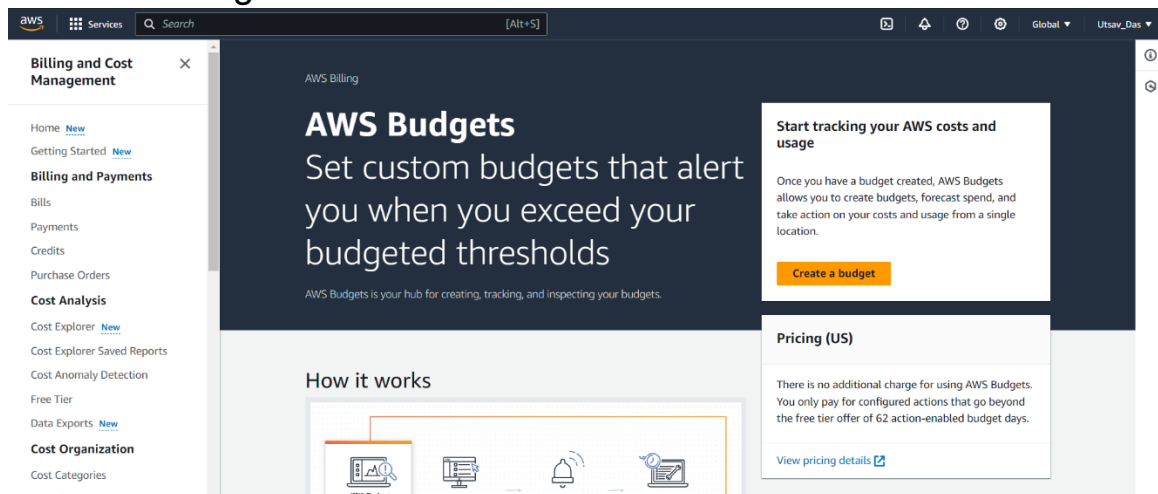 aws
Services
Search
[Alt+S]
Global
Utsav_Das
Billing and Cost
Management
Home New
Getting Started New
Billing and Payments
Bills
Payments
Credits
Purchase Orders
Cost Analysis
Cost Explorer New
Cost Explorer Saved Reports
Cost Anomaly Detection
Free Tier
Data Exports New
Cost Organization
Cost Categories
AWS Billing
AWS Budgets
Set custom budgets that alert
you when you exceed your
budgeted thresholds
AWS Budgets is your hub for creating, tracking, and inspecting your budgets.
Start tracking your AWS costs and
usage
Once you have a budget created, AWS Budgets
allows you to create budgets, forecast spend, and
take action on your costs and usage from a single
location.
Create a budget
Pricing (US)
There is no additional charge for using AWS Budgets.
You only pay for configured actions that go beyond
the free tier offer of 62 action-enabled budget days.
View pricing details
How it works